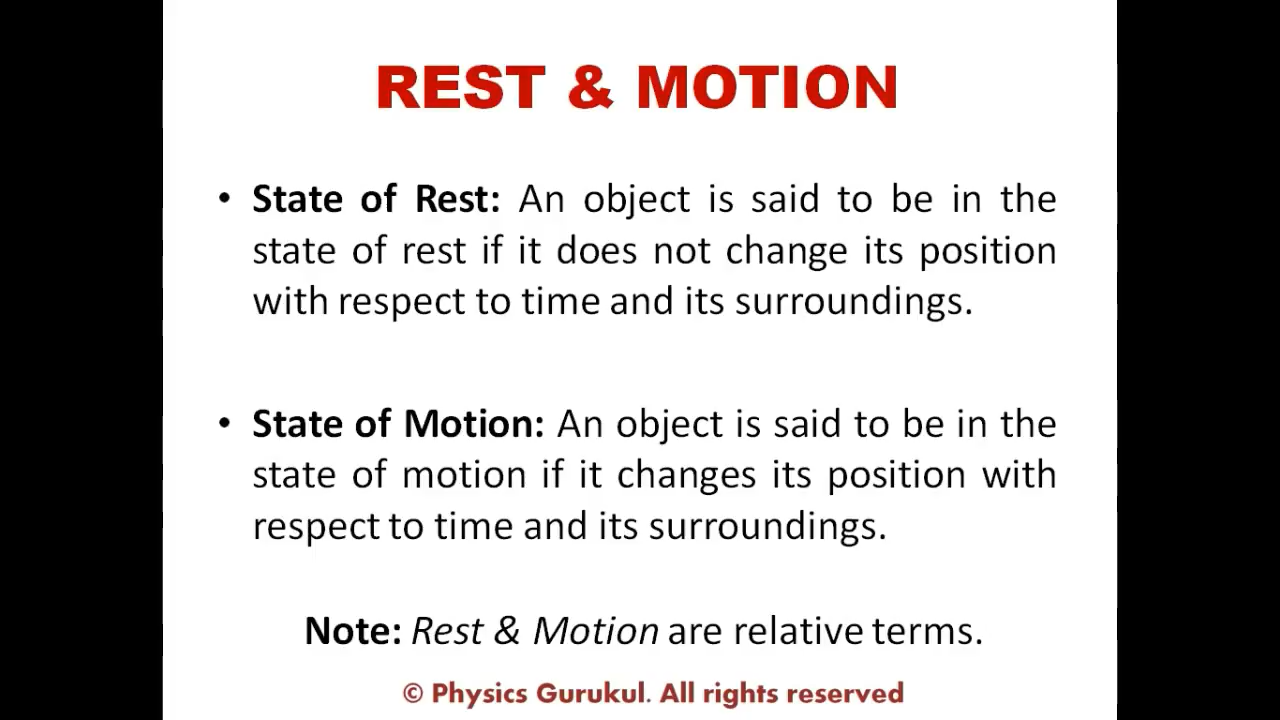 REST & MOTION
• State of Rest: An object is said to be in the
state of rest if it does not change its position
with respect to time and its surroundings.
• State of Motion: An object is said to be in the
state of motion if it changes its position with
respect to time and its surroundings.
Note: Rest & Motion are relative terms.
© Physics Gurukul. All rights reserved